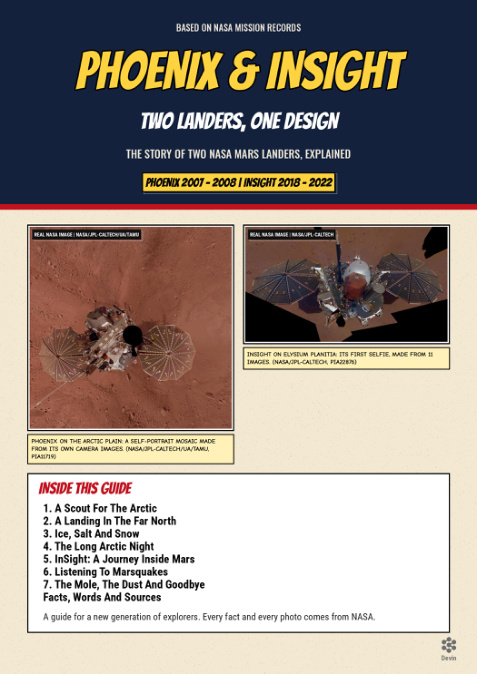 BASED ON NASA MISSION RECORDS
PHOENIX & INSIGHT
TWO LANDERS, ONE DESIGN
THE STORY OF TWO NASA MARS LANDERS, EXPLAINED
PHOENIX 2007 - 2008 | INSIGHT 2018 - 2022
REAL NASA IMAGE | NASA/JPL-CALTECH/UA/TAMU
REAL NASA IMAGE | NASA/JPL-CALTECH
INSIGHT ON ELYSIUM PLANITIA: ITS FIRST SELFIE, MADE FROM 11
IMAGES. (NASA/JPL-CALTECH, PIA22876)
PHOENIX ON THE ARCTIC PLAIN: A SELF-PORTRAIT MOSAIC MADE
FROM ITS OWN CAMERA IMAGES. (NASA/JPL-CALTECH/UA/TAMU,
PIA11719)
INSIDE THIS GUIDE
1. A Scout For The Arctic
2. A Landing In The Far North
3. Ice, Salt And Snow
4. The Long Arctic Night
5. InSight: A Journey Inside Mars
6. Listening To Marsquakes
7. The Mole, The Dust And Goodbye
Facts, Words And Sources
A guide for a new generation of explorers. Every fact and every photo comes from NASA.
Devin